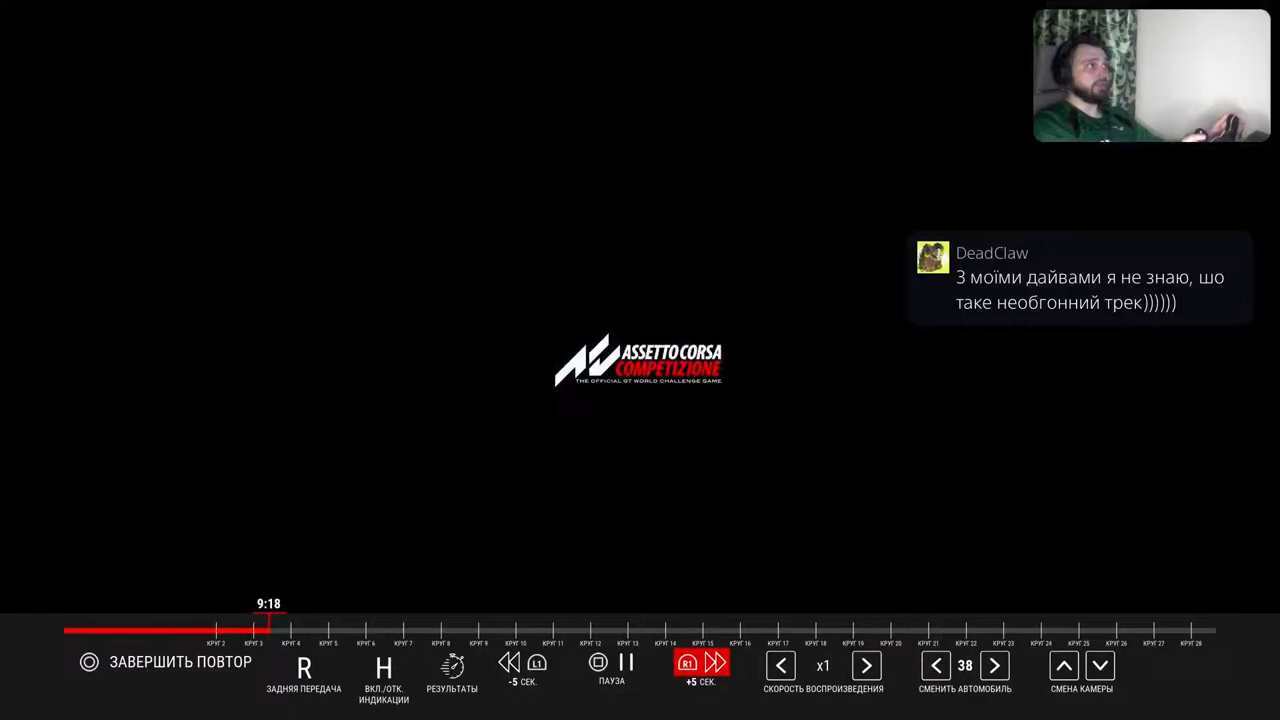 DeadClaw
З моїми дайвами я не знаю, шо
таке необгонний трек))))))
ASSETTO CORSA
COMPETIZIONE
THE OFFICIAL GT WORLD CHALLENGE GAME
9:18
КРУГ 2 КРУГ 3 КРУГ 4 КРУГ 5 КРУГ 6 КРУГ 7 КРУГ 8 КРУГ 9 КРУГ 10 КРУГ 11 КРУГ 12 КРУГ 13 КРУГ 14 КРУГ 15 КРУГ 16 КРУГ 17 КРУГ 18 КРУГ 19 КРУГ 20 КРУГ 21 КРУГ 22 КРУГ 23 КРУГ 24 КРУГ 25 КРУГ 26 КРУГ 27 КРУГ 28
ЗАВЕРШИТЬ ПОВТОР
R
ЗАДНЯЯ ПЕРЕДАЧА
H
ВКЛ./ОТК.
ИНДИКАЦИИ
РЕЗУЛЬТАТЫ
L1
-5 СЕК.
ПАУЗА
R1
+5 СЕК.
x1
СКОРОСТЬ ВОСПРОИЗВЕДЕНИЯ
38
СМЕНИТЬ АВТОМОБИЛЬ
СМЕНА КАМЕРЫ